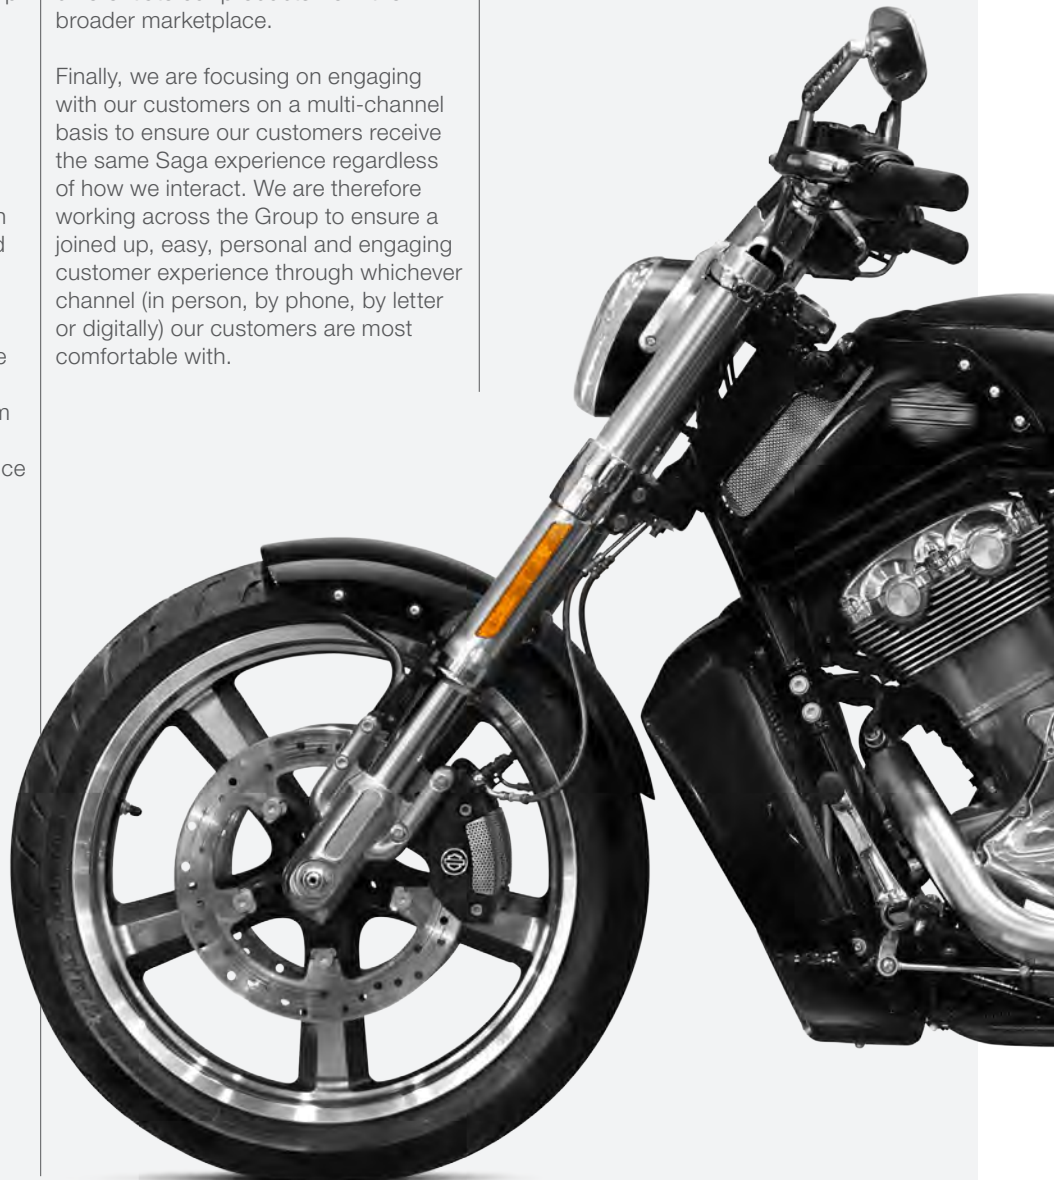 broader marketplace.
Finally, we are focusing on engaging
with our customers on a multi-channel
basis to ensure our customers receive
the same Saga experience regardless
of how we interact. We are therefore
working across the Group to ensure a
joined up, easy, personal and engaging
customer experience through whichever
channel (in person, by phone, by letter
or digitally) our customers are most
comfortable with.